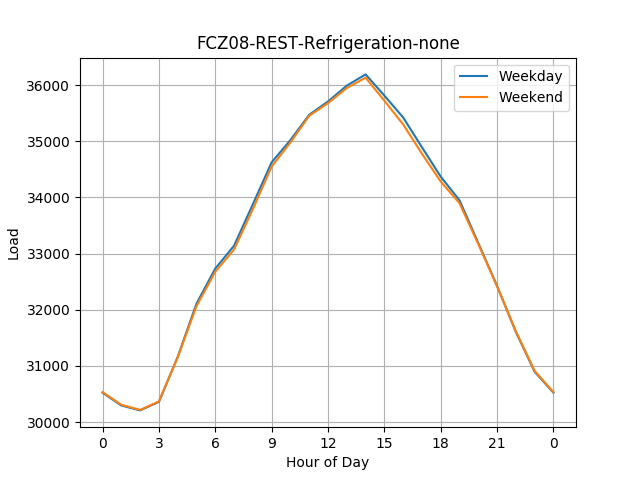 FCZ08-REST-Refrigeration-none
Weekday
Weekend
Load
36000
35000
34000
33000
32000
31000
30000
0 3 6 9 12 15 18 21 0
Hour of Day